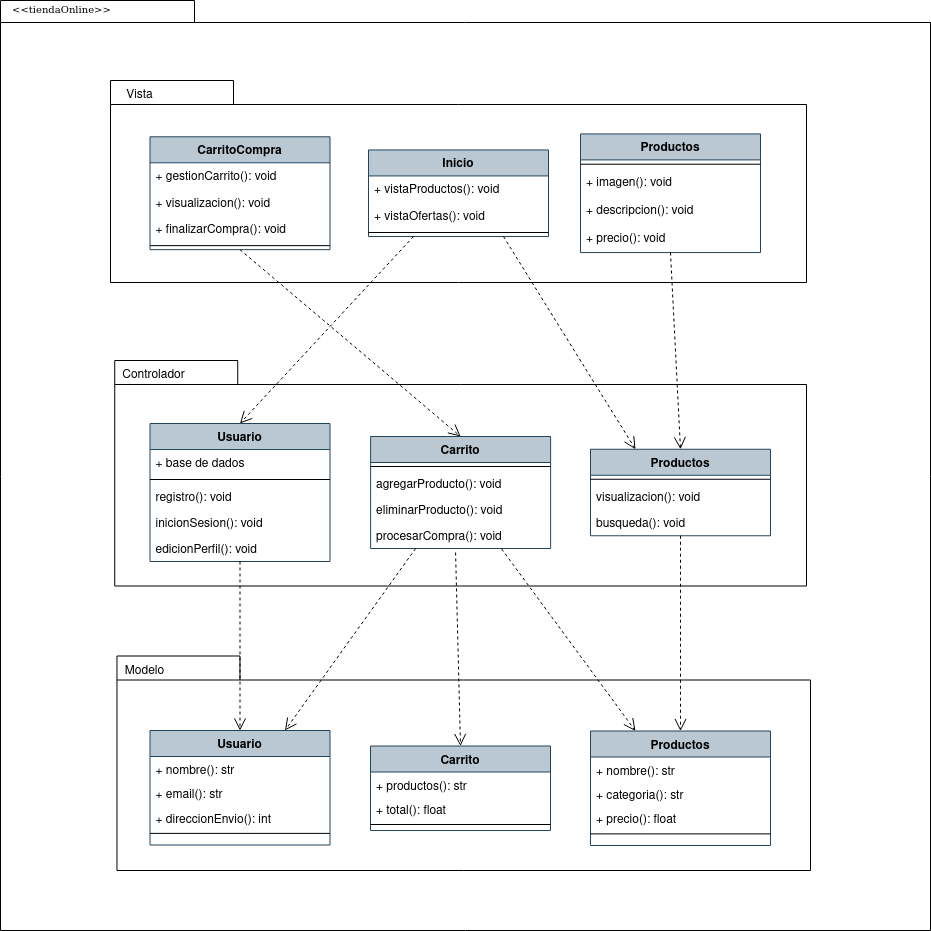 <<tiendaOnline>>
Vista
CarritoCompra
+ gestionCarrito(): void
+ visualizacion(): void
+ finalizarCompra(): void
Inicio
+ vistaProductos(): void
+ vistaOfertas(): void
Productos
+ imagen(): void
+ descripcion(): void
+ precio(): void
Controlador
Usuario
+ base de dados
registro(): void
inicionSesion(): void
edicionPerfil(): void
Carrito
agregarProducto(): void
eliminarProducto(): void
procesarCompra(): void
Productos
visualizacion(): void
busqueda(): void
Modelo
Usuario
+ nombre(): str
+ email(): str
+ direccionEnvio(): int
Carrito
+ productos(): str
+ total(): float
Productos
+ nombre(): str
+ categoria(): str
+ precio(): float